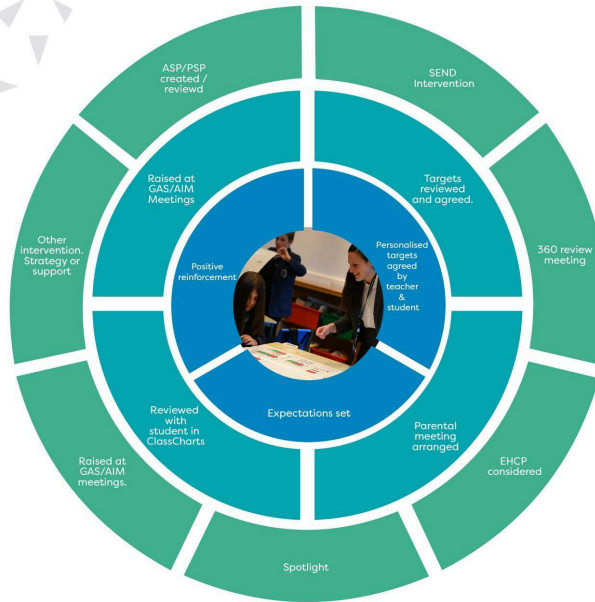 ASP/PSP
created /
reviewd
SEND
Intervention
360 review
meeting
EHCP
considered
Spotlight
Raised at
GAS/AIM
meetings.
Other
intervention.
Strategy or
support
Raised at
GAS/AIM
Meetings
Targets
reviewed
and agreed.
Parental
meeting
arranged
Reviewed
with
student in
ClassCharts
Positive
reinforcement
Personalised
targets
agreed
by
teacher
&
student
Expectations set